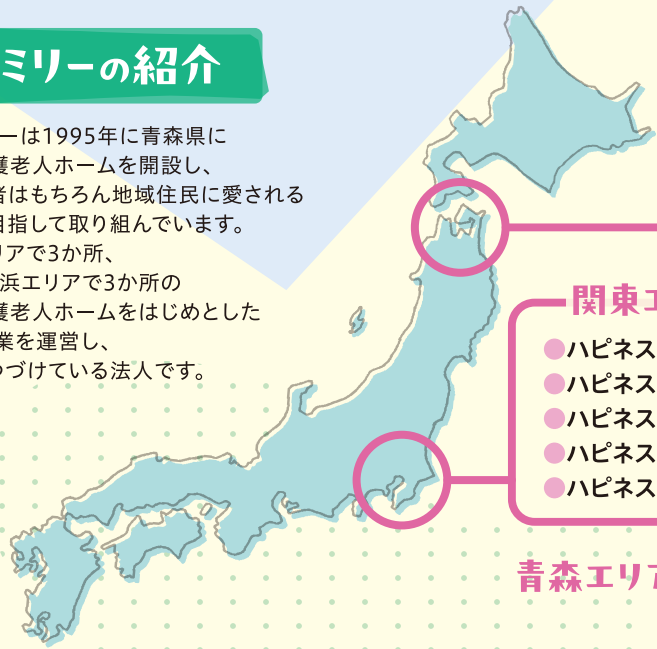 ミリーの紹介
ーは1995年に青森県に
護老人ホームを開設し、
者はもちろん地域住民に愛される
目指して取り組んでいます。
リアで3か所、
浜エリアで3か所の
護老人ホームをはじめとした
業を運営し、
つづけている法人です。
関東エ
●ハピネス
●ハピネス
●ハピネス
●ハピネス
●ハピネス
青森エリア